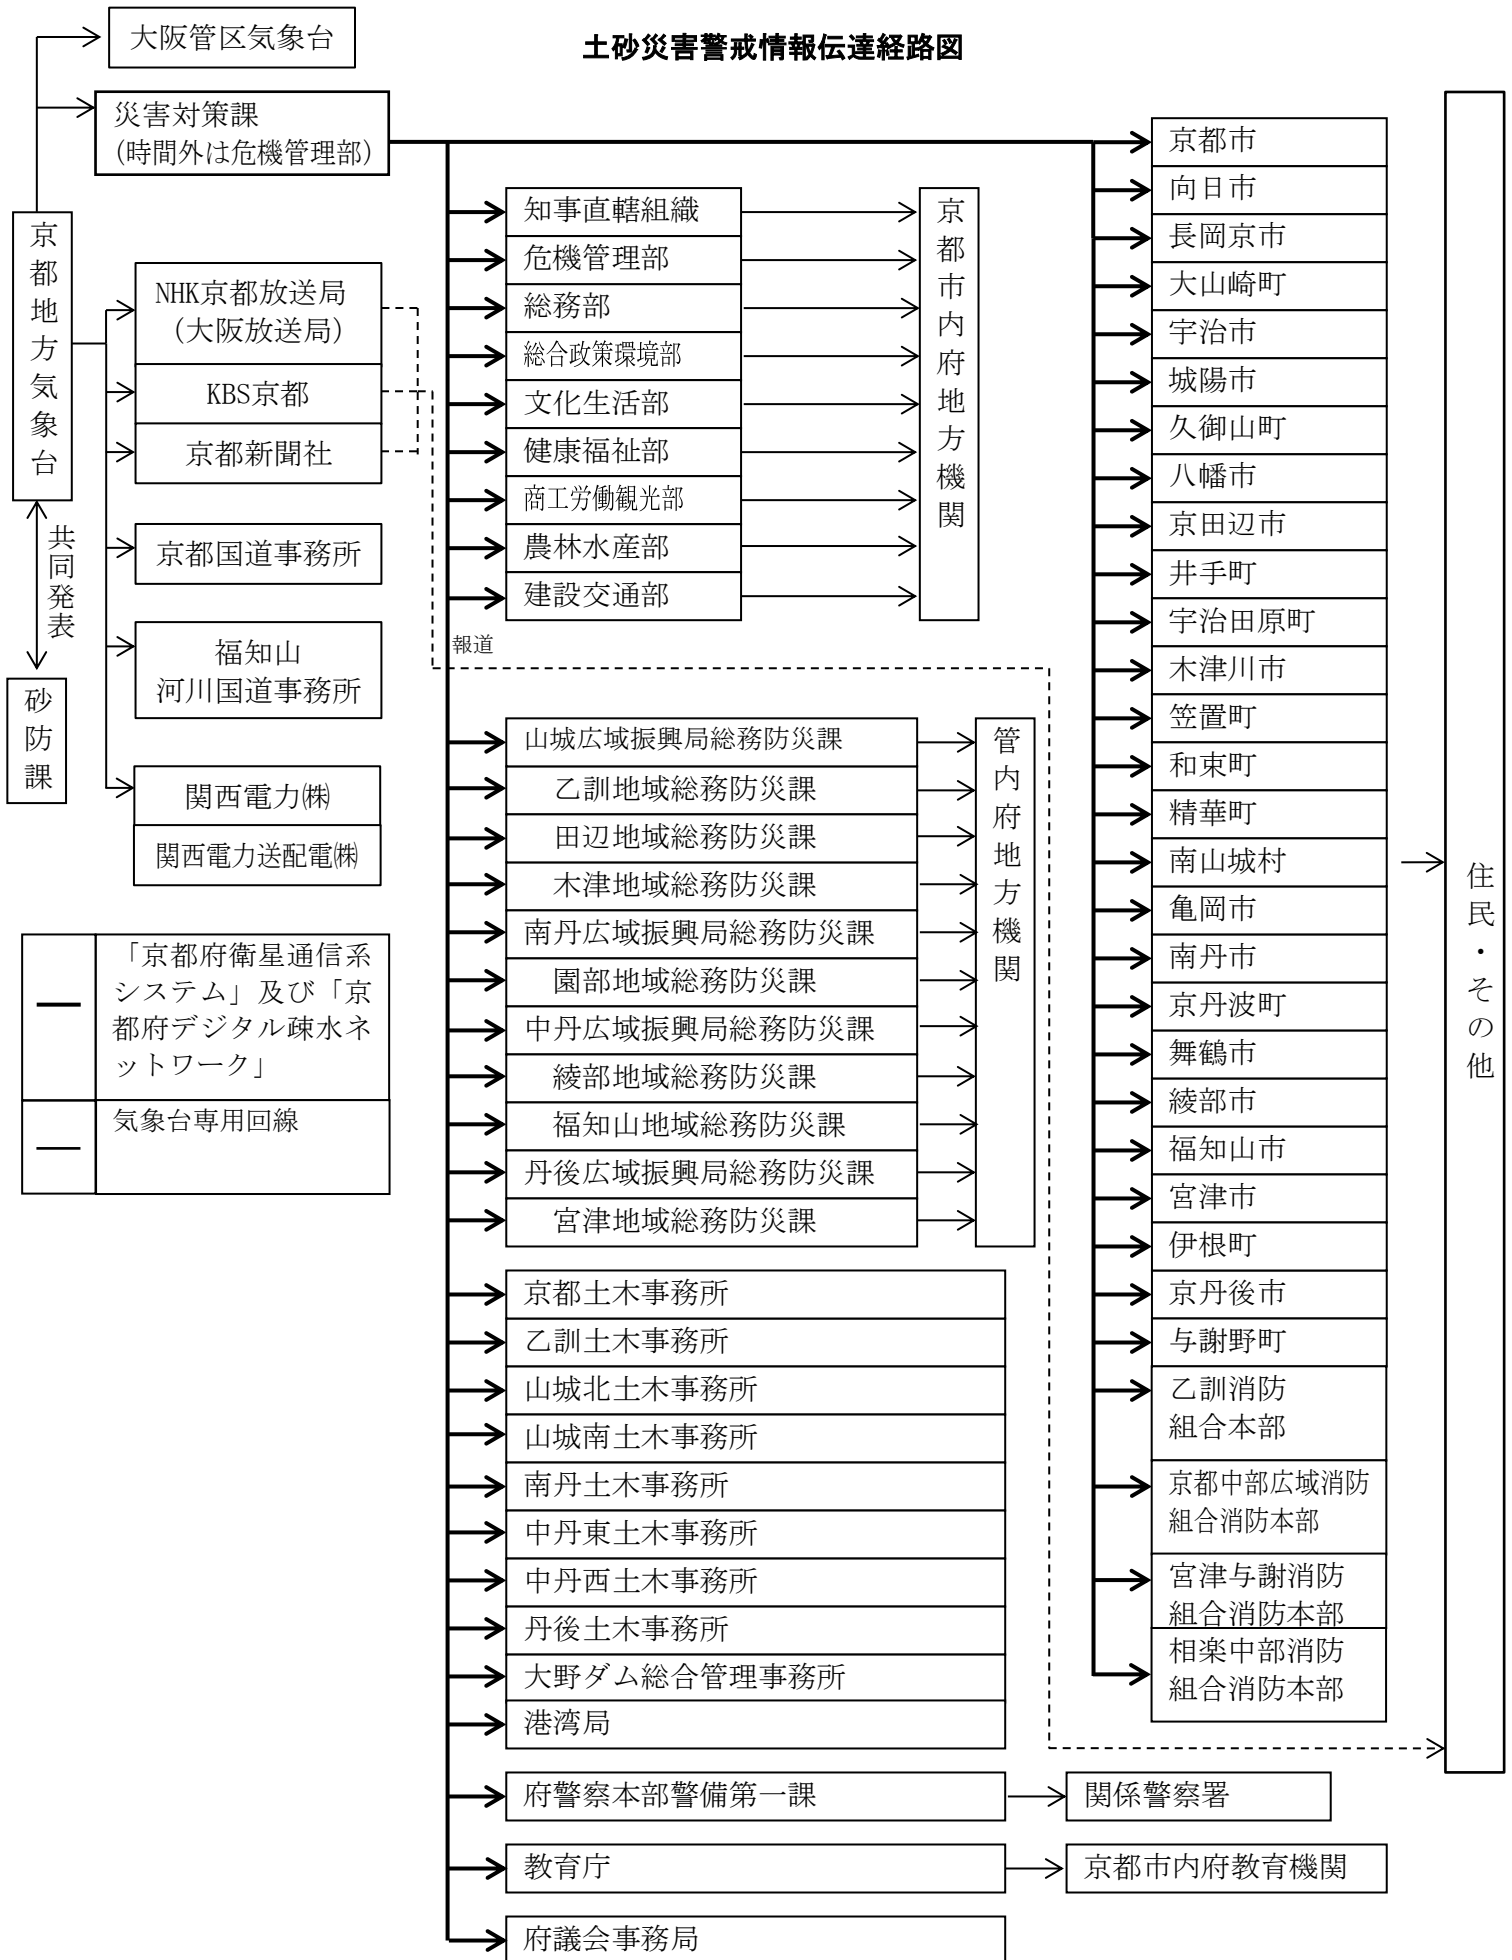 土砂災害警戒情報伝達経路図
大阪管区気象台
災害対策課
(時間外は危機管理部)
京都地方気象台
共同発表
砂防課
NHK京都放送局
(大阪放送局)
KBS京都
京都新聞社
京都国道事務所
福知山
河川国道事務所
関西電力㈱
関西電力送配電㈱
「京都府衛星通信系
システム」及び「京
都府デジタル疎水ネ
ットワーク」
気象台専用回線
知事直轄組織
危機管理部
総務部
総合政策環境部
文化生活部
健康福祉部
商工労働観光部
農林水産部
建設交通部
京都市内府地方機関
報道
山城広域振興局総務防災課
乙訓地域総務防災課
田辺地域総務防災課
木津地域総務防災課
南丹広域振興局総務防災課
園部地域総務防災課
中丹広域振興局総務防災課
綾部地域総務防災課
福知山地域総務防災課
丹後広域振興局総務防災課
宮津地域総務防災課
管内府地方機関
京都土木事務所
乙訓土木事務所
山城北土木事務所
山城南土木事務所
南丹土木事務所
中丹東土木事務所
中丹西土木事務所
丹後土木事務所
大野ダム総合管理事務所
港湾局
府警察本部警備第一課
関係警察署
教育庁
京都市内府教育機関
府議会事務局
京都市
向日市
長岡京市
大山崎町
宇治市
城陽市
久御山町
八幡市
京田辺市
井手町
宇治田原町
木津川市
笠置町
和束町
精華町
南山城村
亀岡市
南丹市
京丹波町
舞鶴市
綾部市
福知山市
宮津市
伊根町
京丹後市
与謝野町
乙訓消防
組合本部
京都中部広域消防
組合消防本部
宮津与謝消防
組合消防本部
相楽中部消防
組合消防本部
住民・その他